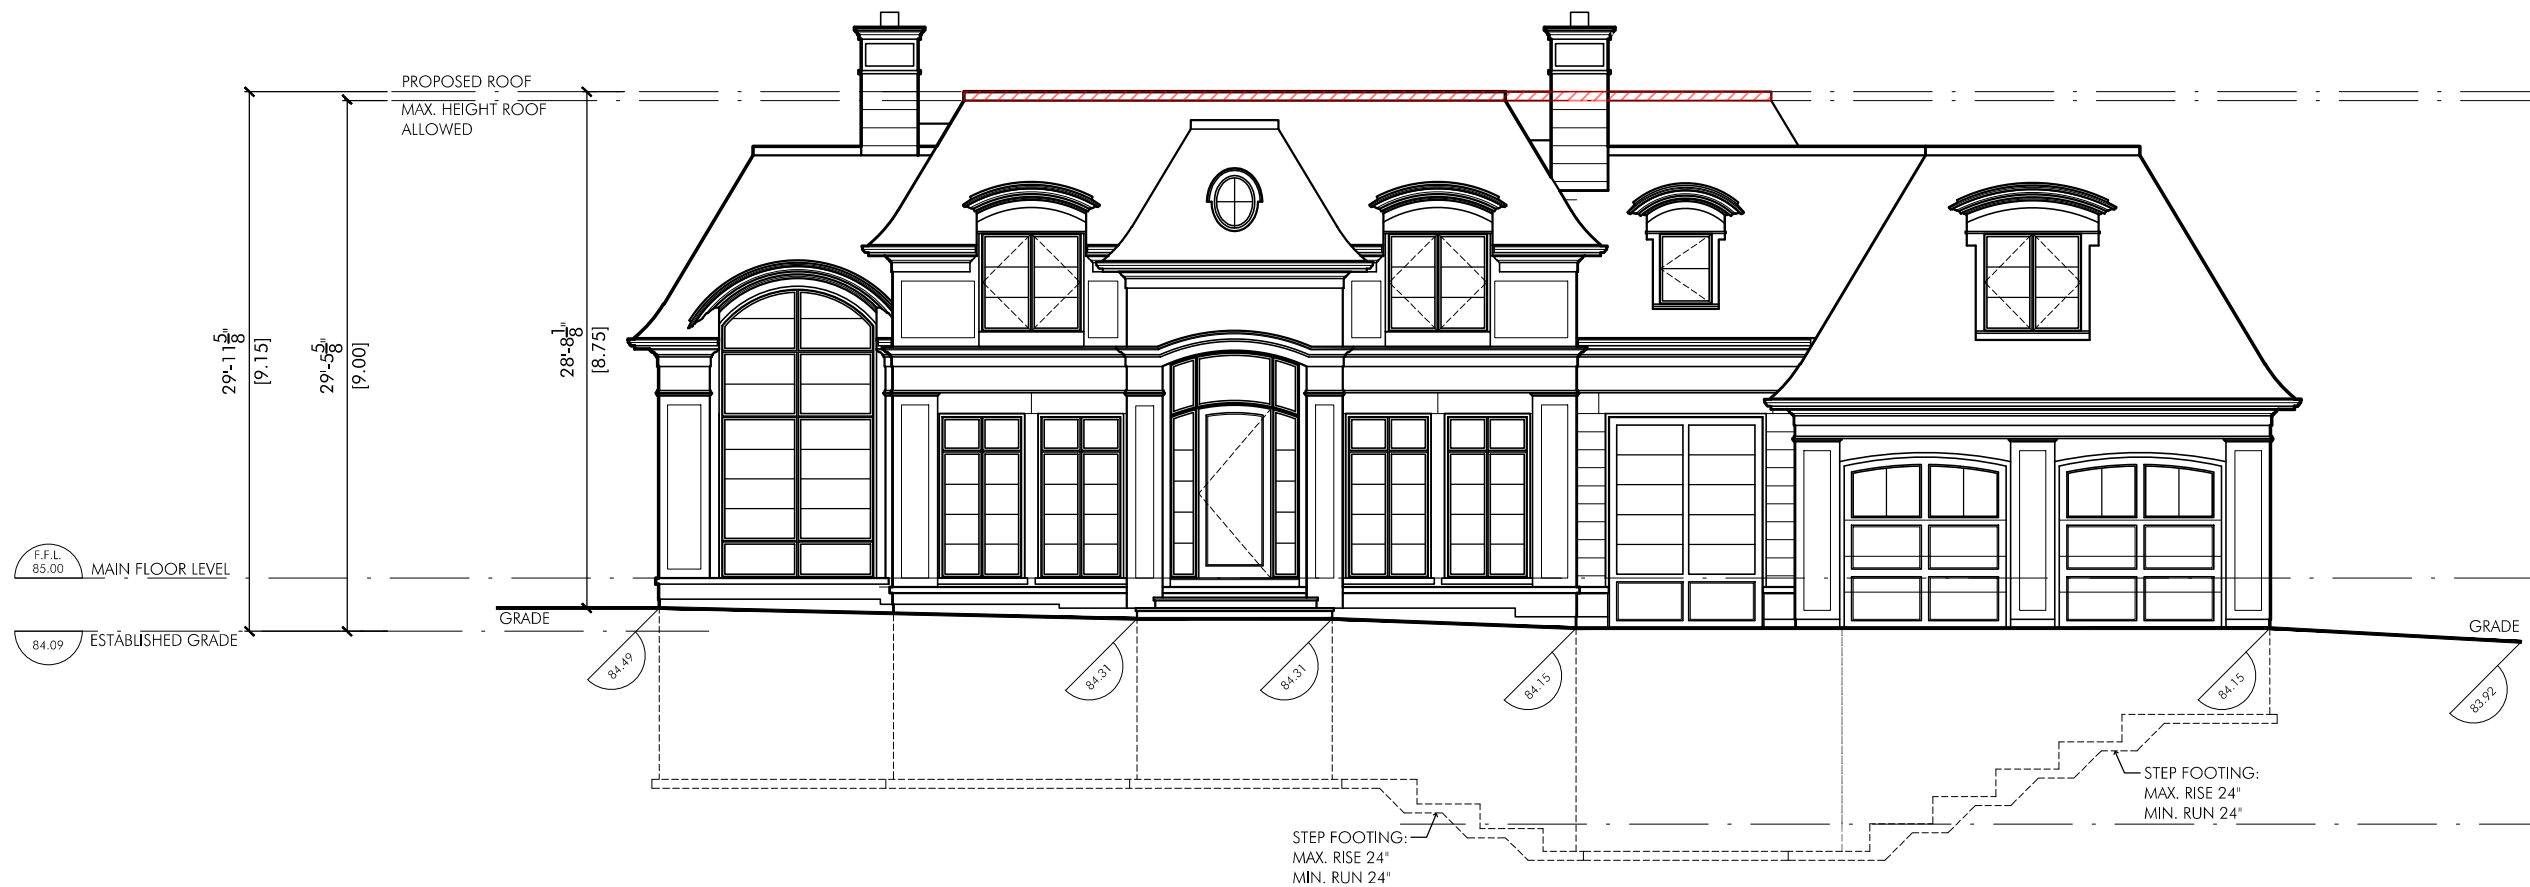 PROPOSED ROOF
MAX. HEIGHT ROOF
ALLOWED
29'-11 5/8"
[9.15]
29'-5 5/8"
[9.00]
28'-8 1/8"
[8.75]
F.F.L.
85.00
MAIN FLOOR LEVEL
GRADE
84.09
ESTABLISHED GRADE
GRADE
84.49
84.31
84.31
84.15
84.15
83.92
STEP FOOTING:
MAX. RISE 24"
MIN. RUN 24"
STEP FOOTING:
MAX. RISE 24"
MIN. RUN 24"